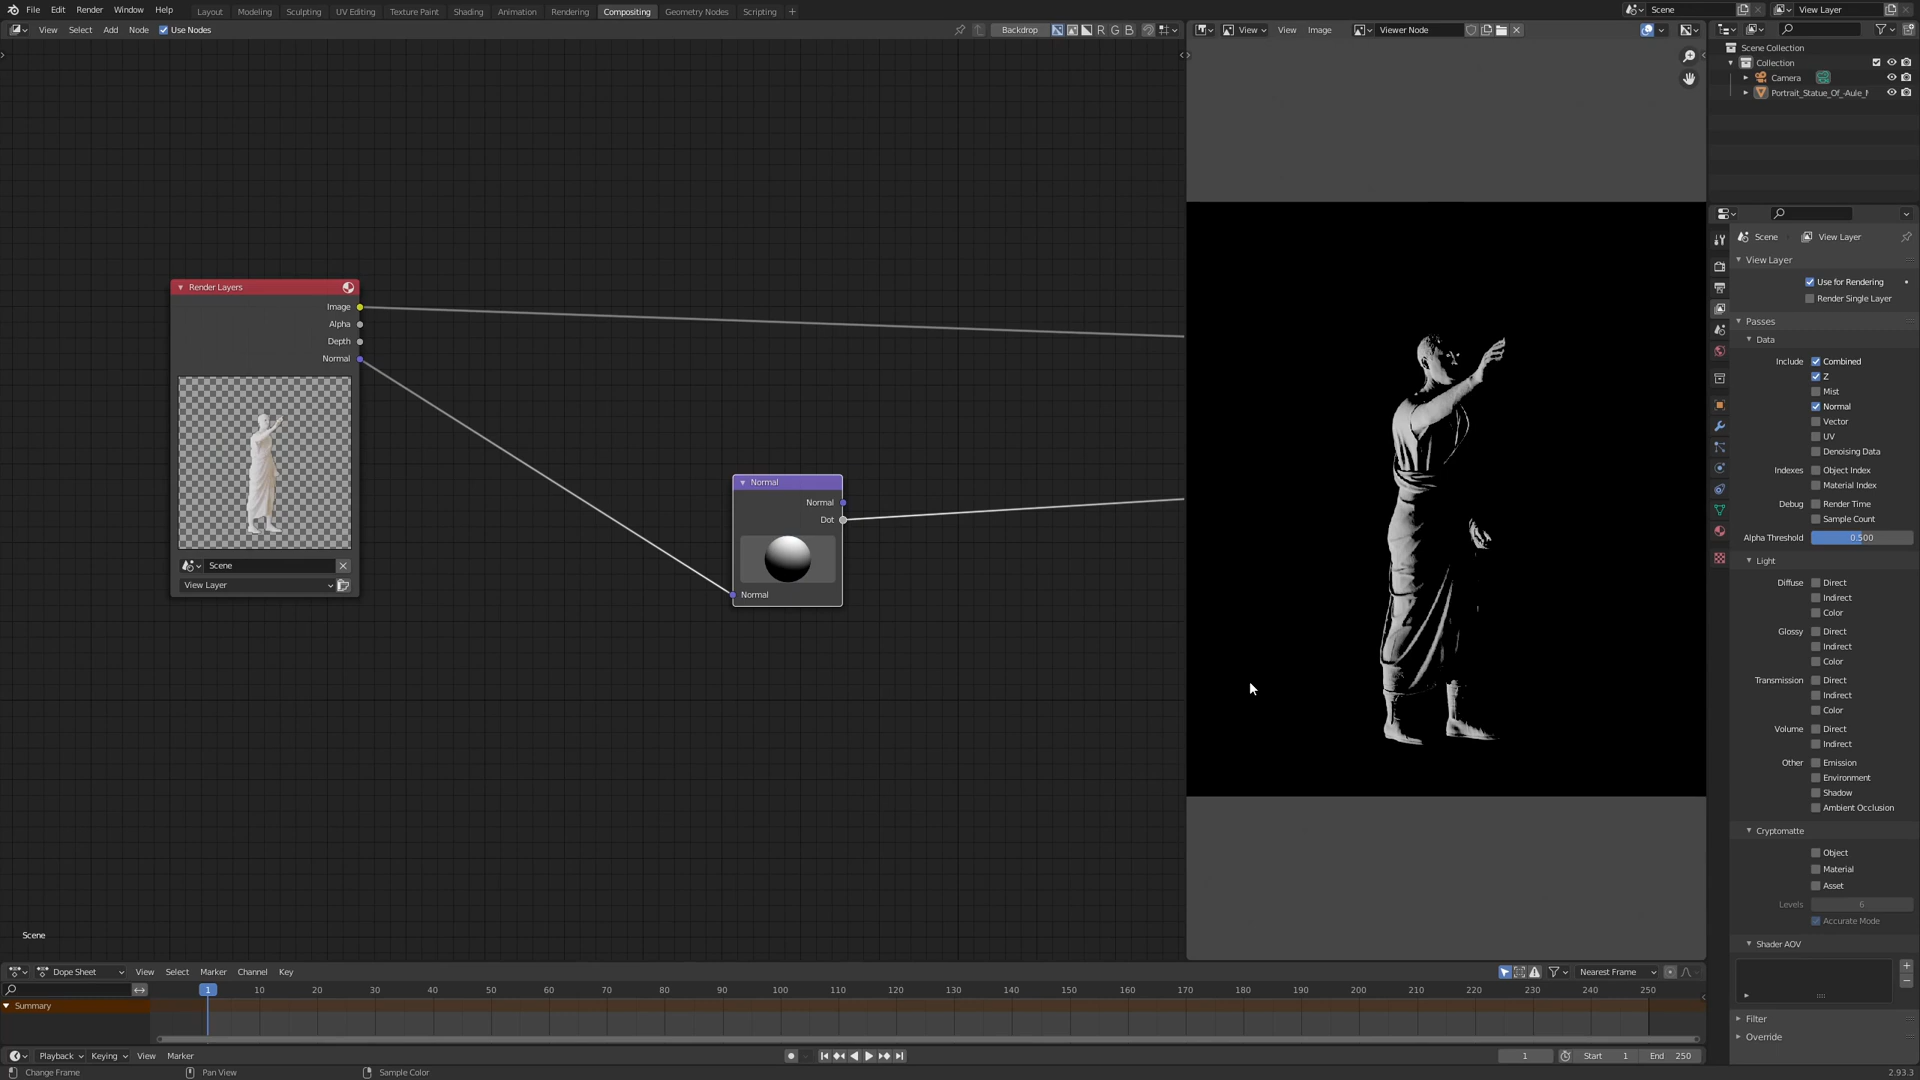 File Edit Render Window Help Layout Modeling Sculpting UV Editing Texture Paint Shading Animation Rendering Compositing Geometry Nodes Scripting + Scene View Layer
View Select Add Node Use Nodes Backdrop R G B View View Image Viewer Node
Scene Collection
Collection
Camera
Portrait_Statue_Of_-Aule_
Scene View Layer
View Layer
Use for Rendering
Render Single Layer
Passes
Data
Include Combined
Z
Mist
Normal
Vector
UV
Denoising Data
Indexes Object Index
Material Index
Debug Render Time
Sample Count
Alpha Threshold 0.500
Light
Diffuse Direct
Indirect
Color
Glossy Direct
Indirect
Color
Transmission Direct
Indirect
Color
Volume Direct
Indirect
Other Emission
Environment
Shadow
Ambient Occlusion
Cryptomatte
Object
Material
Asset
Levels 6
Accurate Mode
Shader AOV
Filter
Override
Render Layers
Image
Alpha
Depth
Normal
Scene
View Layer
Normal
Normal
Dot
Normal
Scene
Dope Sheet View Select Marker Channel Key Nearest Frame
1 10 20 30 40 50 60 70 80 90 100 110 120 130 140 150 160 170 180 190 200 210 220 230 240 250
Summary
Playback Keying View Marker 1 Start 1 End 250
Change Frame Pan View Sample Color 2.93.3